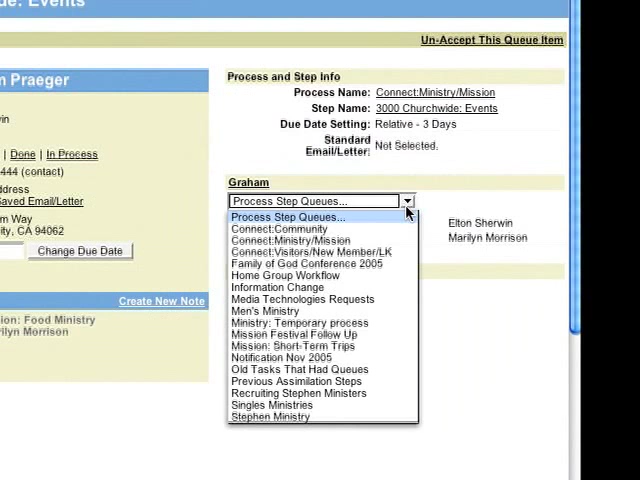 de: Events
Un-Accept This Queue Item
m Praeger
Process and Step Info
Process Name: Connect:Ministry/Mission
Step Name: 3000 Churchwide: Events
Due Date Setting: Relative - 3 Days
Standard Email/Letter: Not Selected.
win
| Done | In Process
444 (contact)
ddress
Saved Email/Letter
m Way
ity, CA 94062
Change Due Date
Create New Note
ion: Food Ministry
rilyn Morrison
Graham
Process Step Queues...
Process Step Queues...
Connect:Community
Connect:Ministry/Mission
Connect:Visitors/New Member/LK
Family of God Conference 2005
Home Group Workflow
Information Change
Media Technologies Requests
Men's Ministry
Ministry: Temporary process
Mission Festival Follow Up
Mission: Short-Term Trips
Notification Nov 2005
Old Tasks That Had Queues
Previous Assimilation Steps
Recruiting Stephen Ministers
Singles Ministries
Stephen Ministry
Elton Sherwin
Marilyn Morrison